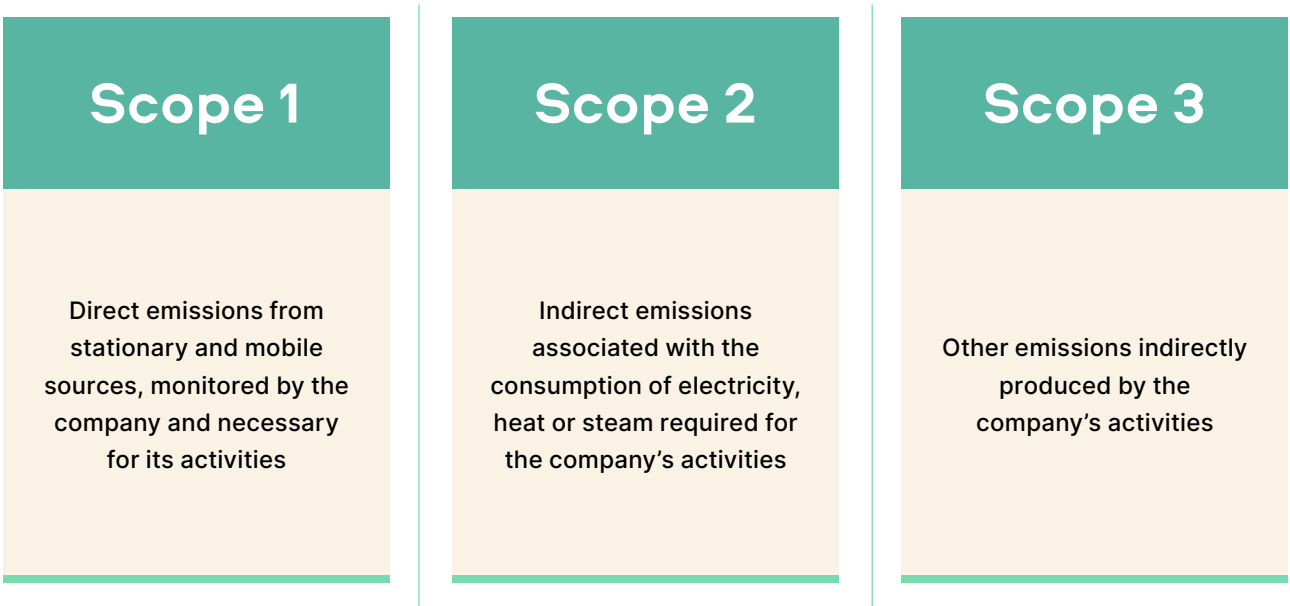 Scope 1
Direct emissions from
stationary and mobile
sources, monitored by the
company and necessary
for its activities
Scope 2
Indirect emissions
associated with the
consumption of electricity,
heat or steam required for
the company’s activities
Scope 3
Other emissions indirectly
produced by the
company’s activities